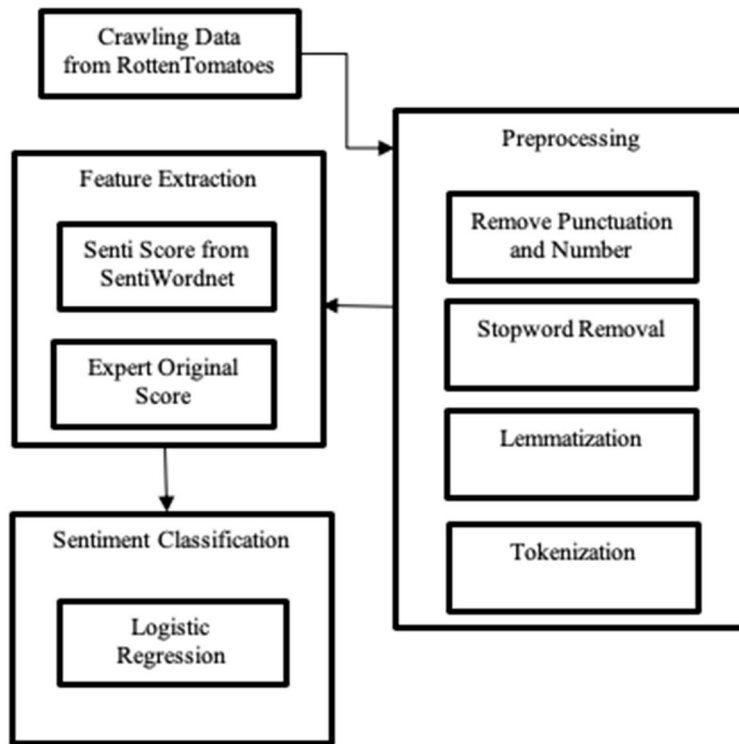 Crawling Data
from RottenTomatoes
Preprocessing
Remove Punctuation
and Number
Stopword Removal
Lemmatization
Tokenization
Feature Extraction
Senti Score from
SentiWordnet
Expert Original
Score
Sentiment Classification
Logistic
Regression